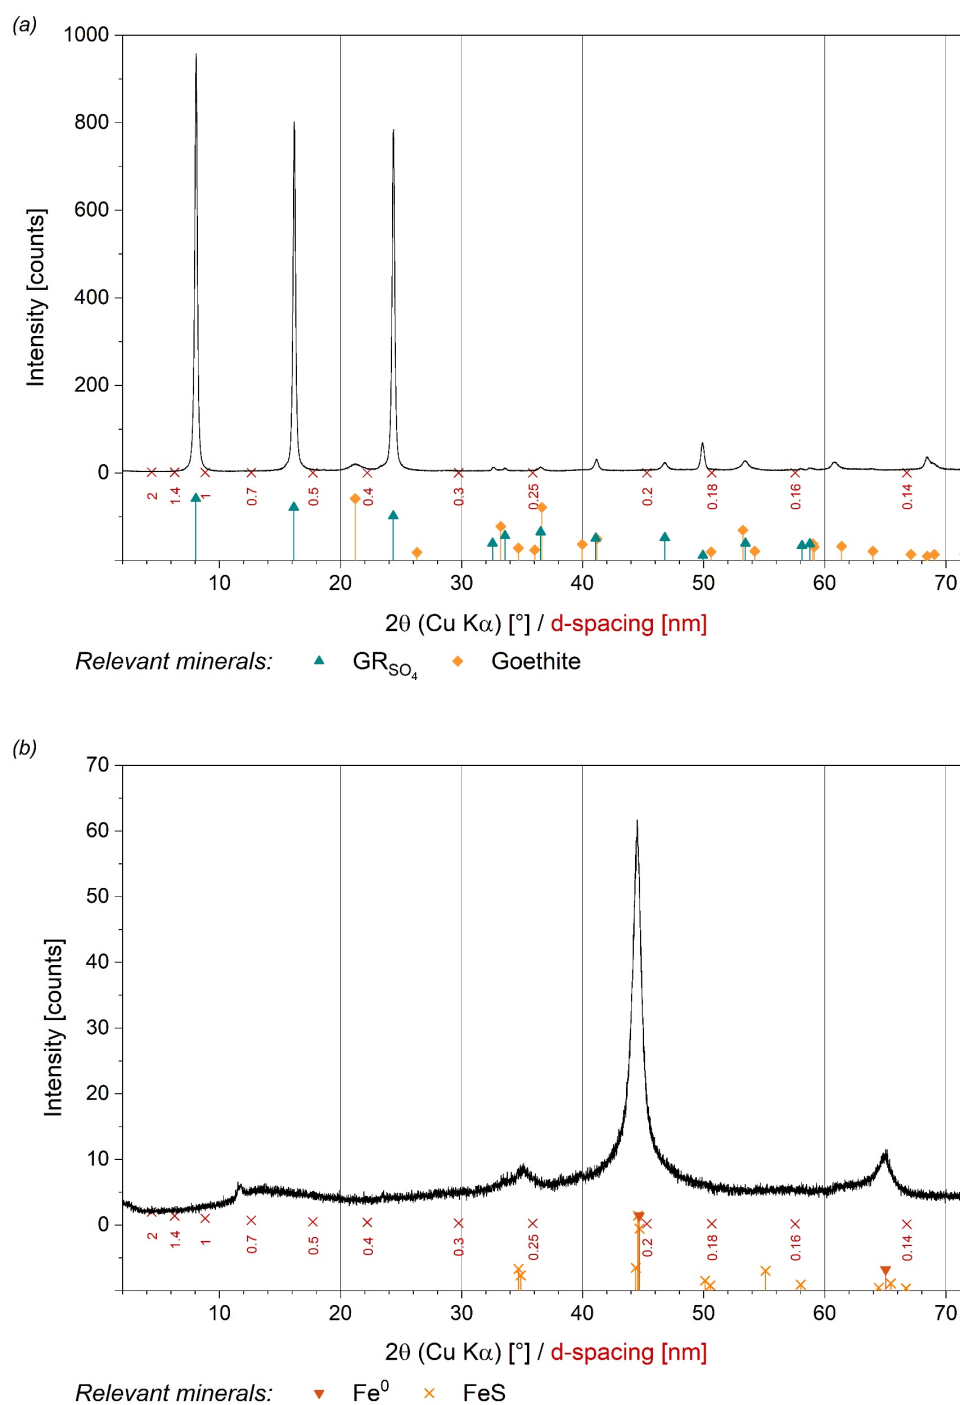 (a)
1000
800
600
400
200
0
Intensity [counts]
2 1.4 1 0.7 0.5 0.4 0.3 0.25 0.2 0.18 0.16 0.14
10 20 30 40 50 60 70
2θ (Cu Kα) [°] / d-spacing [nm]
Relevant minerals: GR_SO4 Goethite
(b)
70
60
50
40
30
20
10
0
Intensity [counts]
2 1.4 1 0.7 0.5 0.4 0.3 0.25 0.2 0.18 0.16 0.14
10 20 30 40 50 60 70
2θ (Cu Kα) [°] / d-spacing [nm]
Relevant minerals: Fe⁰ FeS